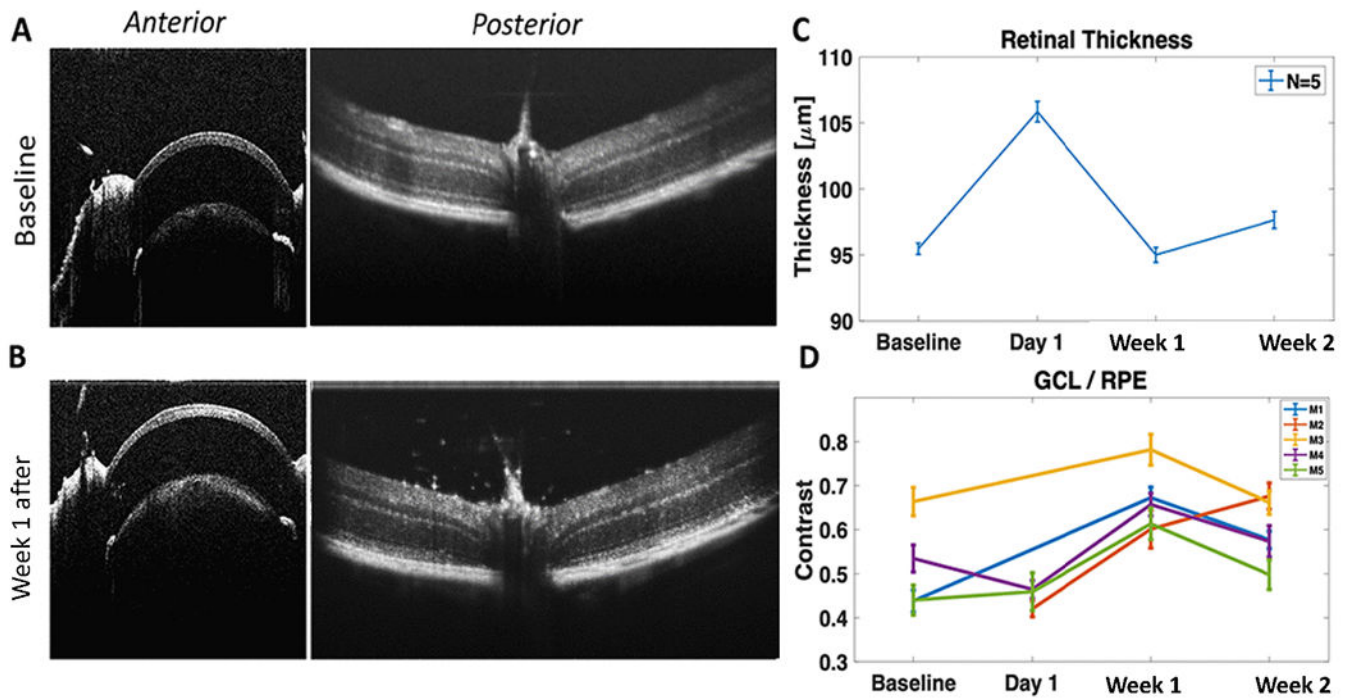 A
Anterior
Posterior
Baseline
B
Week 1 after
C
Retinal Thickness
N=5
Thickness [μm]
110
105
100
95
90
Baseline
Day 1
Week 1
Week 2
D
GCL / RPE
M1
M2
M3
M4
M5
Contrast
0.8
0.7
0.6
0.5
0.4
0.3
Baseline
Day 1
Week 1
Week 2